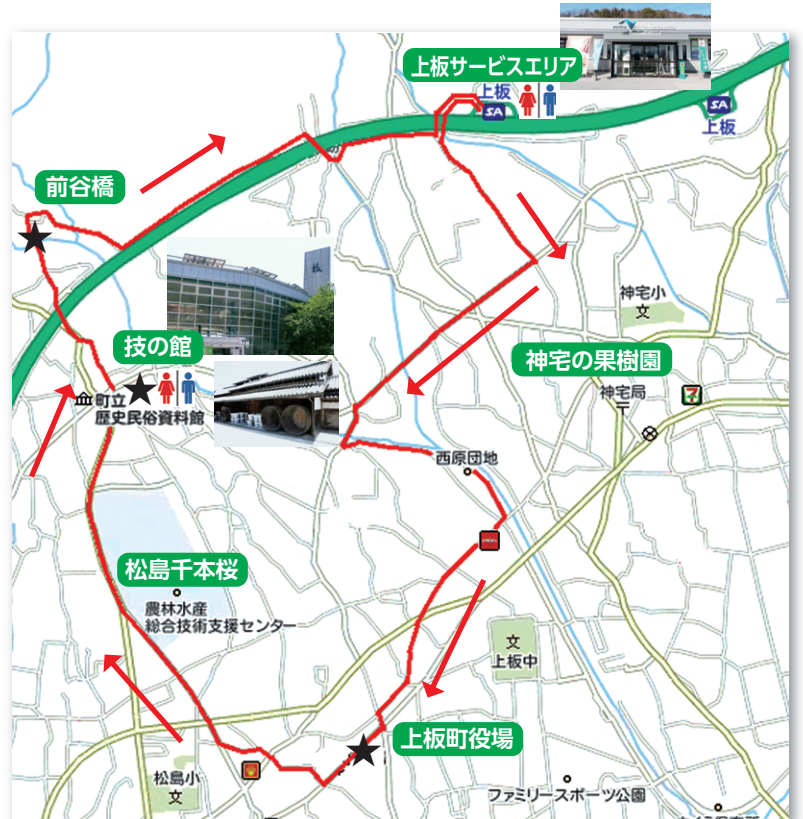 上板サービスエリア
上板
SA
SA
上板
前谷橋
技
神宅小
文
技の館
神宅の果樹園
町立
歴史民俗資料館
神宅局
7
西原団地
松島千本桜
農林水産
総合技術支援センター
文
上板中
上板町役場
松島小
文
ファミリースポーツ公園